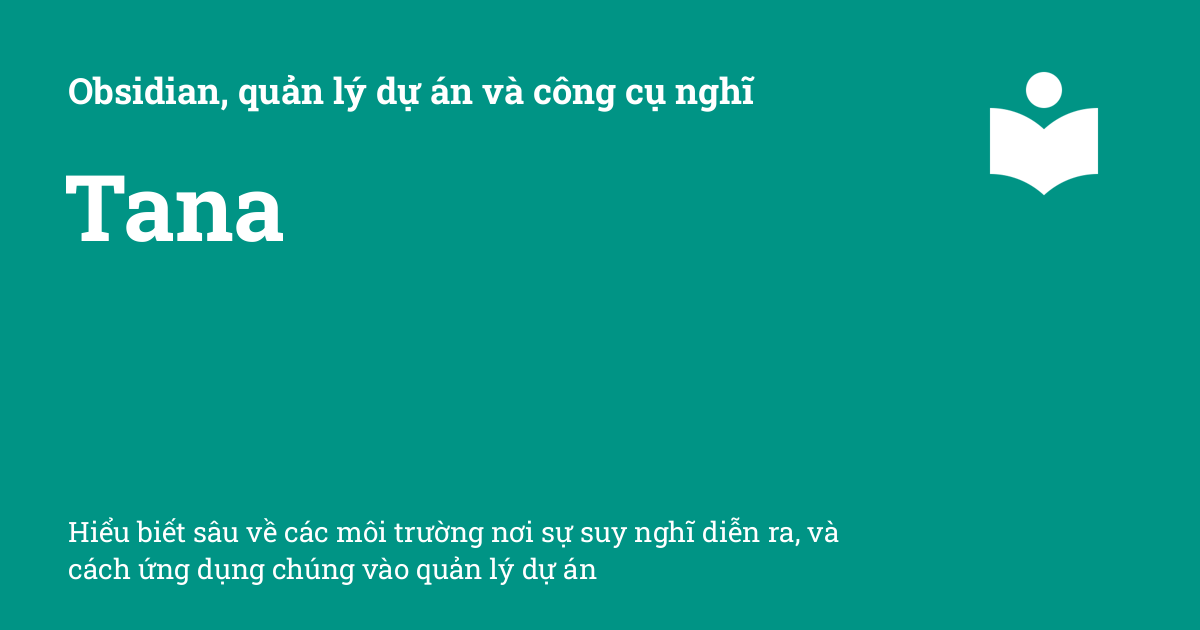 Obsidian, quản lý dự án và công cụ nghĩ
Tana
Hiểu biết sâu về các môi trường nơi sự suy nghĩ diễn ra, và
cách ứng dụng chúng vào quản lý dự án